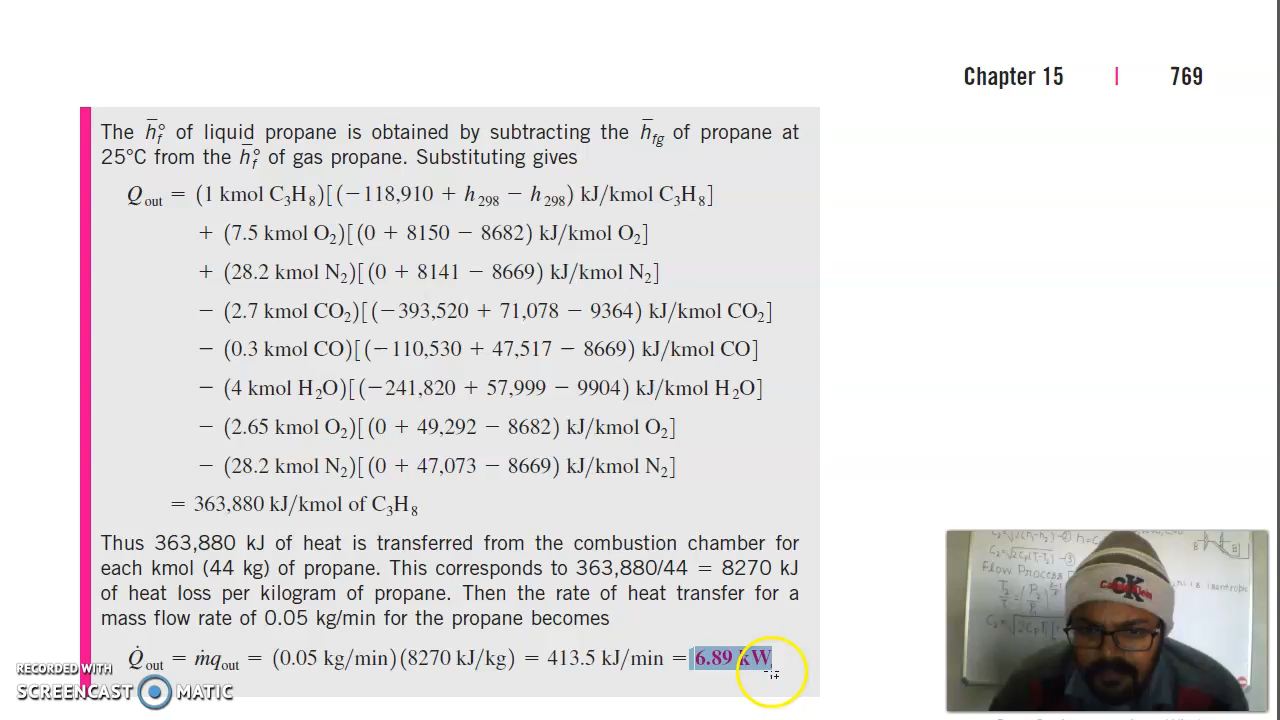 Chapter 15 | 769
The h̄f° of liquid propane is obtained by subtracting the h̄fg of propane at
25°C from the h̄f° of gas propane. Substituting gives
Qout = (1 kmol C3H8)[(−118,910 + h298 − h298) kJ/kmol C3H8]
+ (7.5 kmol O2)[(0 + 8150 − 8682) kJ/kmol O2]
+ (28.2 kmol N2)[(0 + 8141 − 8669) kJ/kmol N2]
− (2.7 kmol CO2)[(−393,520 + 71,078 − 9364) kJ/kmol CO2]
− (0.3 kmol CO)[(−110,530 + 47,517 − 8669) kJ/kmol CO]
− (4 kmol H2O)[(−241,820 + 57,999 − 9904) kJ/kmol H2O]
− (2.65 kmol O2)[(0 + 49,292 − 8682) kJ/kmol O2]
− (28.2 kmol N2)[(0 + 47,073 − 8669) kJ/kmol N2]
= 363,880 kJ/kmol of C3H8
Thus 363,880 kJ of heat is transferred from the combustion chamber for
each kmol (44 kg) of propane. This corresponds to 363,880/44 = 8270 kJ
of heat loss per kilogram of propane. Then the rate of heat transfer for a
mass flow rate of 0.05 kg/min for the propane becomes
Q̇out = ṁqout = (0.05 kg/min)(8270 kJ/kg) = 413.5 kJ/min = 6.89 kW
RECORDED WITH
SCREENCAST MATIC
Flow Process
isentropic
CK